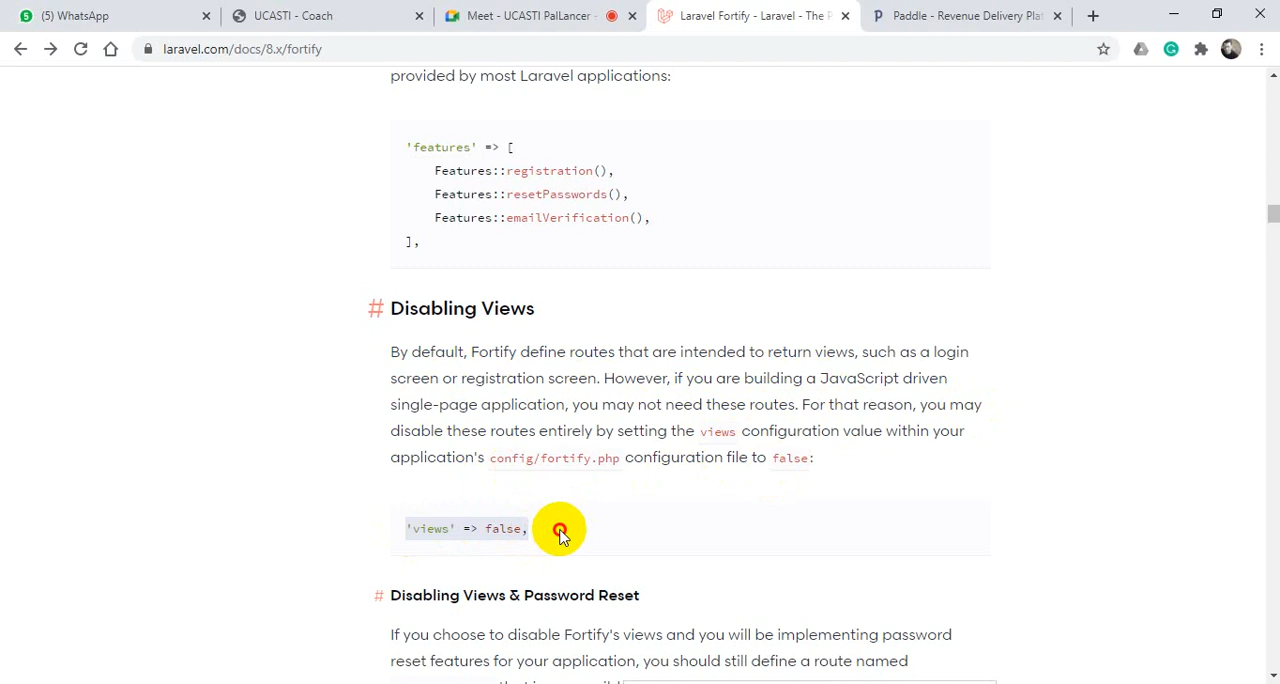 (5) WhatsApp
UCASTI - Coach
Meet - UCASTI PalLancer -
Laravel Fortify - Laravel - The P
Paddle - Revenue Delivery Plat
laravel.com/docs/8.x/fortify
provided by most Laravel applications:
'features' => [
Features::registration(),
Features::resetPasswords(),
Features::emailVerification(),
],
# Disabling Views
By default, Fortify define routes that are intended to return views, such as a login
screen or registration screen. However, if you are building a JavaScript driven
single-page application, you may not need these routes. For that reason, you may
disable these routes entirely by setting the views configuration value within your
application's config/fortify.php configuration file to false:
'views' => false,
# Disabling Views & Password Reset
If you choose to disable Fortify's views and you will be implementing password
reset features for your application, you should still define a route named